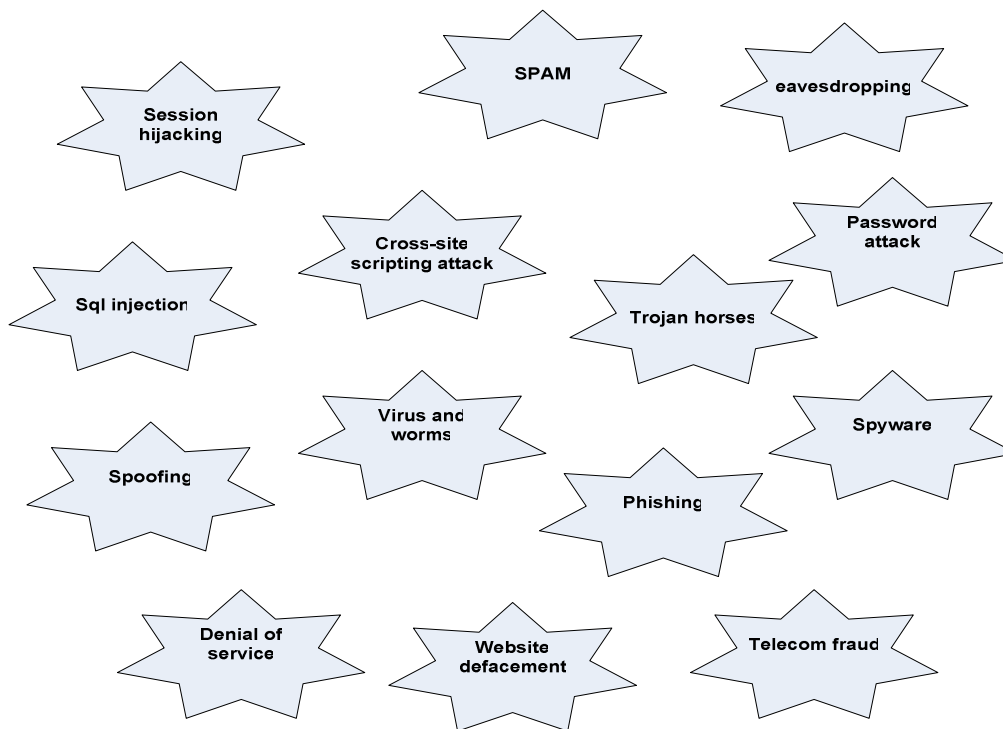 SPAM
eavesdropping
Session
hijacking
Password
attack
Cross-site
scripting attack
Sql injection
Trojan horses
Virus and
worms
Spyware
Spoofing
Phishing
Denial of
service
Website
defacement
Telecom fraud